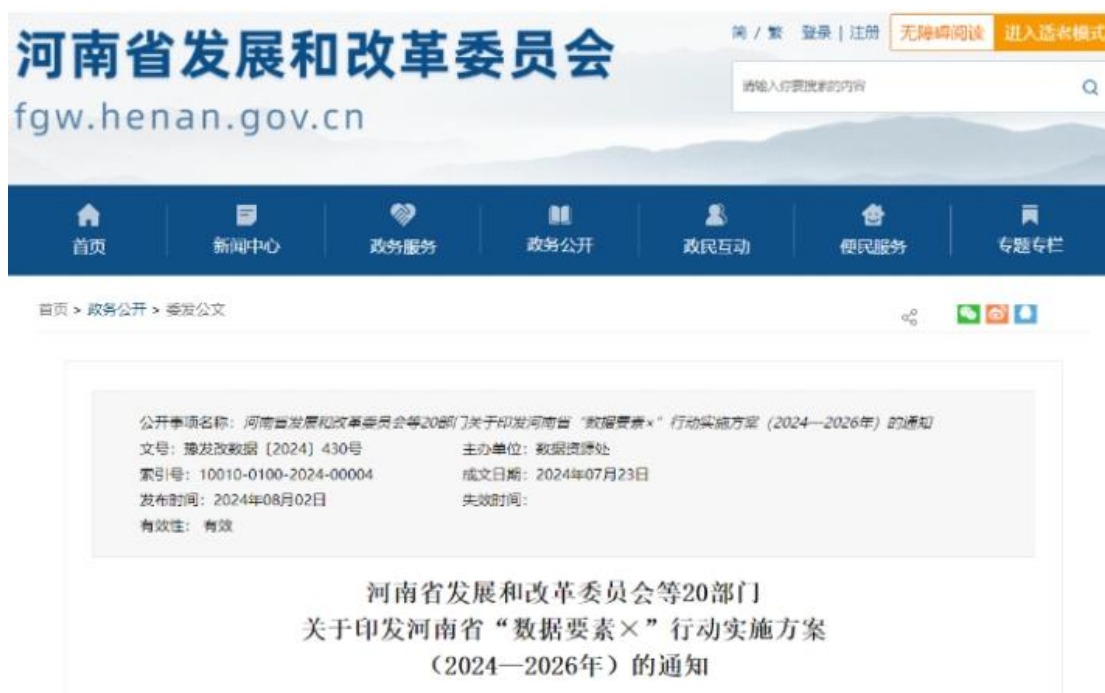 河南省发展和改革委员会
fgw.henan.gov.cn
简 / 繁 登录 | 注册 无障碍阅读 进入适老模式
请输入你要搜索的内容
首页 新闻中心 政务服务 政务公开 政民互动 便民服务 专题专栏
首页 > 政务公开 > 委发公文
公开事项名称：河南省发展和改革委员会等20部门关于印发河南省“数据要素×”行动实施方案（2024—2026年）的通知
文号：豫发改数据〔2024〕430号 主办单位：数据资源处
索引号：10010-0100-2024-00004 成文日期：2024年07月23日
发布时间：2024年08月02日 失效时间：
有效性： 有效
河南省发展和改革委员会等20部门
关于印发河南省“数据要素×”行动实施方案
（2024—2026年）的通知